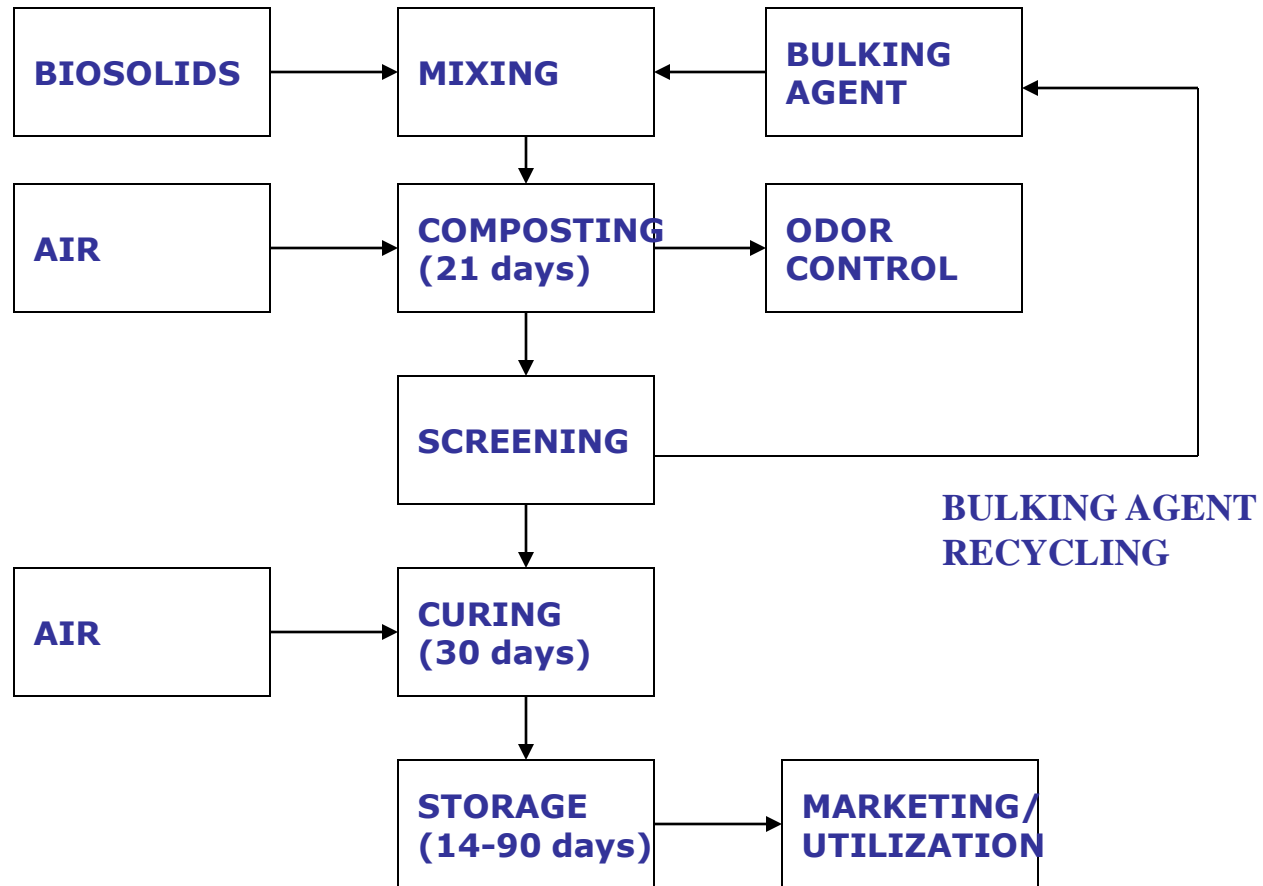 BIOSOLIDS
MIXING
BULKING
AGENT
AIR
COMPOSTING
(21 days)
ODOR
CONTROL
SCREENING
BULKING AGENT
RECYCLING
AIR
CURING
(30 days)
STORAGE
(14-90 days)
MARKETING/
UTILIZATION